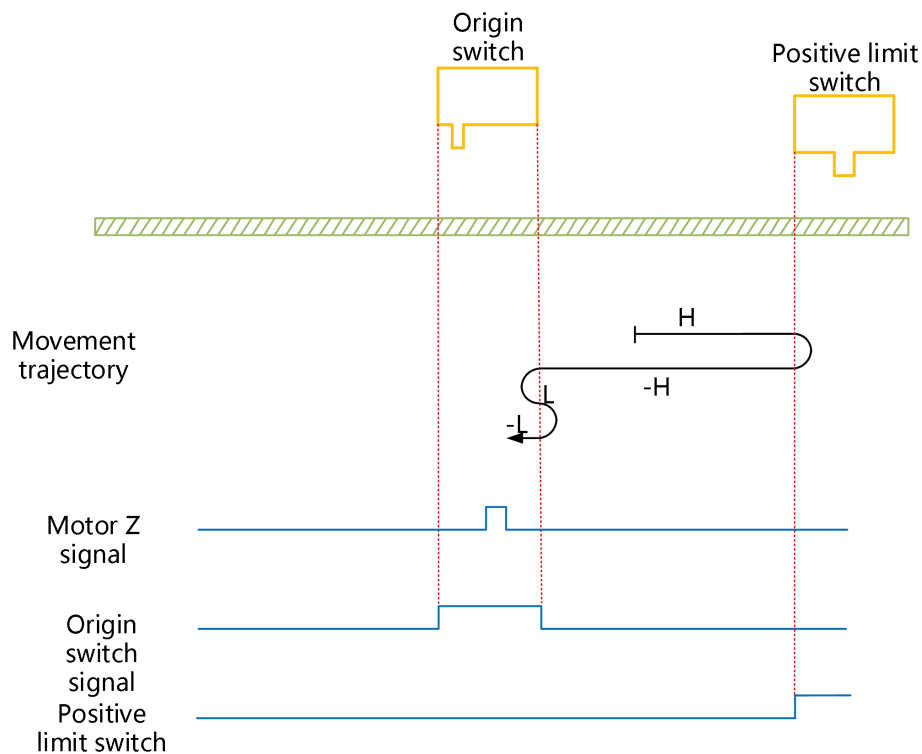 Origin
switch
Positive limit
switch
H
Movement
trajectory
-H
L
-L
Motor Z
signal
Origin
switch
signal
Positive
limit switch